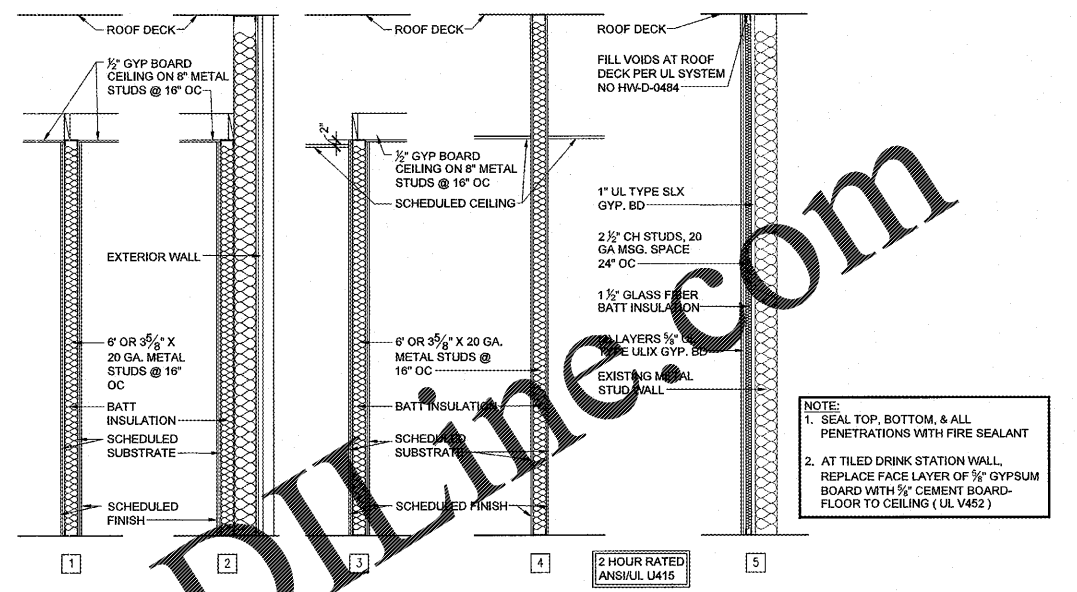 ROOF DECK
½" GYP BOARD
CEILING ON 8" METAL
STUDS @ 16" OC
EXTERIOR WALL
6' OR 3⅝" X
20 GA. METAL
STUDS @ 16"
OC
BATT
INSULATION
SCHEDULED
SUBSTRATE
SCHEDULED
FINISH
1
2
ROOF DECK
2"
½" GYP BOARD
CEILING ON 8" METAL
STUDS @ 16" OC
SCHEDULED CEILING
6' OR 3⅝" X 20 GA.
METAL STUDS @
16" OC
BATT INSULATION
SCHEDULED
SUBSTRATE
SCHEDULED FINISH
3
4
ROOF DECK
FILL VOIDS AT ROOF
DECK PER UL SYSTEM
NO HW-D-0484
1" UL TYPE SLX
GYP. BD
2 ½" CH STUDS, 20
GA MSG. SPACE
24" OC
1 ½" GLASS FIBER
BATT INSULATION
LAYERS ⅝" UL
TYPE ULIX GYP. BD
EXISTING METAL
STUD WALL
2 HOUR RATED
ANSI/UL U415
5
NOTE:
1. SEAL TOP, BOTTOM, & ALL
PENETRATIONS WITH FIRE SEALANT
2. AT TILED DRINK STATION WALL,
REPLACE FACE LAYER OF ⅝" GYPSUM
BOARD WITH ⅝" CEMENT BOARD-
FLOOR TO CEILING ( UL V452 )
DLine.com